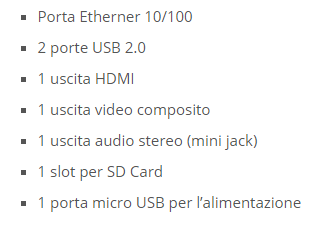 Porta Etherner 10/100
2 porte USB 2.0
1 uscita HDMI
1 uscita video composito
1 uscita audio stereo (mini jack)
1 slot per SD Card
1 porta micro USB per l’alimentazione